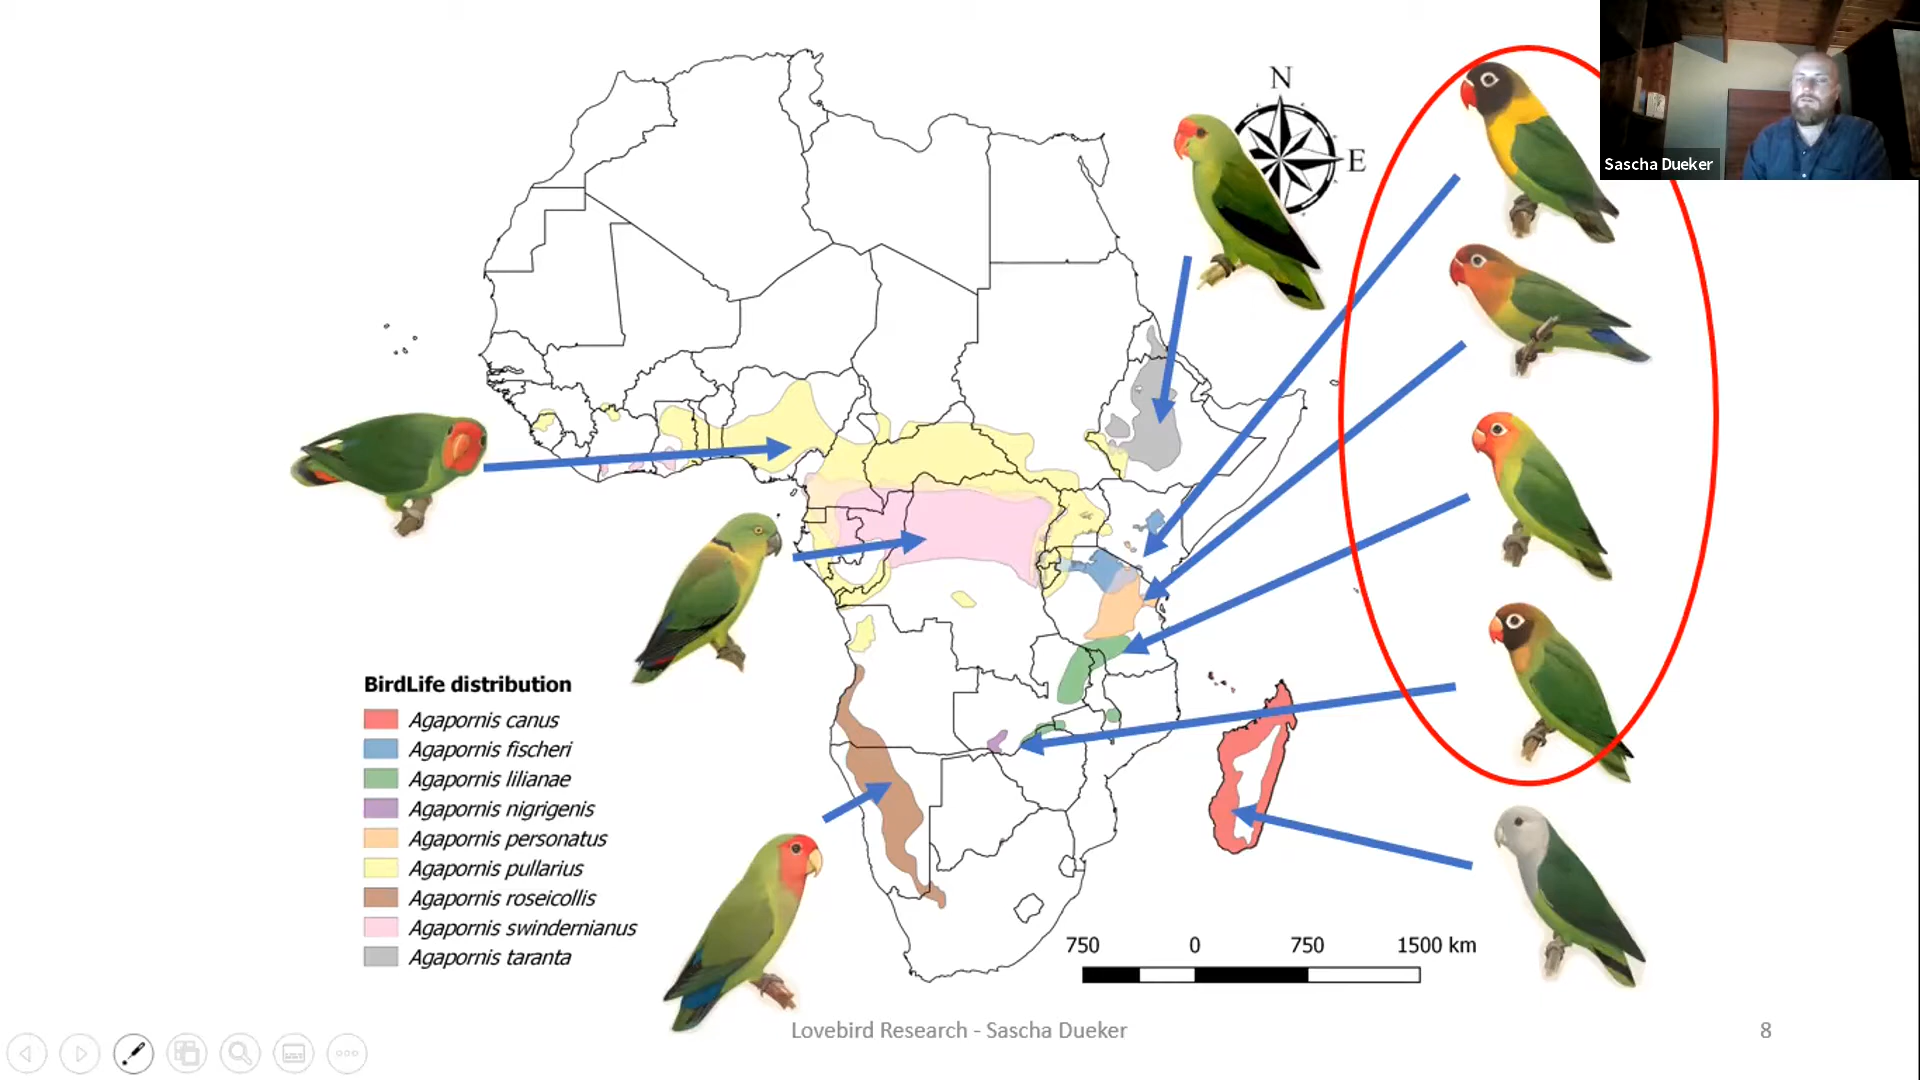 N
E
Sascha Dueker
BirdLife distribution
Agapornis canus
Agapornis fischeri
Agapornis lilianae
Agapornis nigrigenis
Agapornis personatus
Agapornis pullarius
Agapornis roseicollis
Agapornis swindernianus
Agapornis taranta
750 0 750 1500 km
Lovebird Research - Sascha Dueker
8